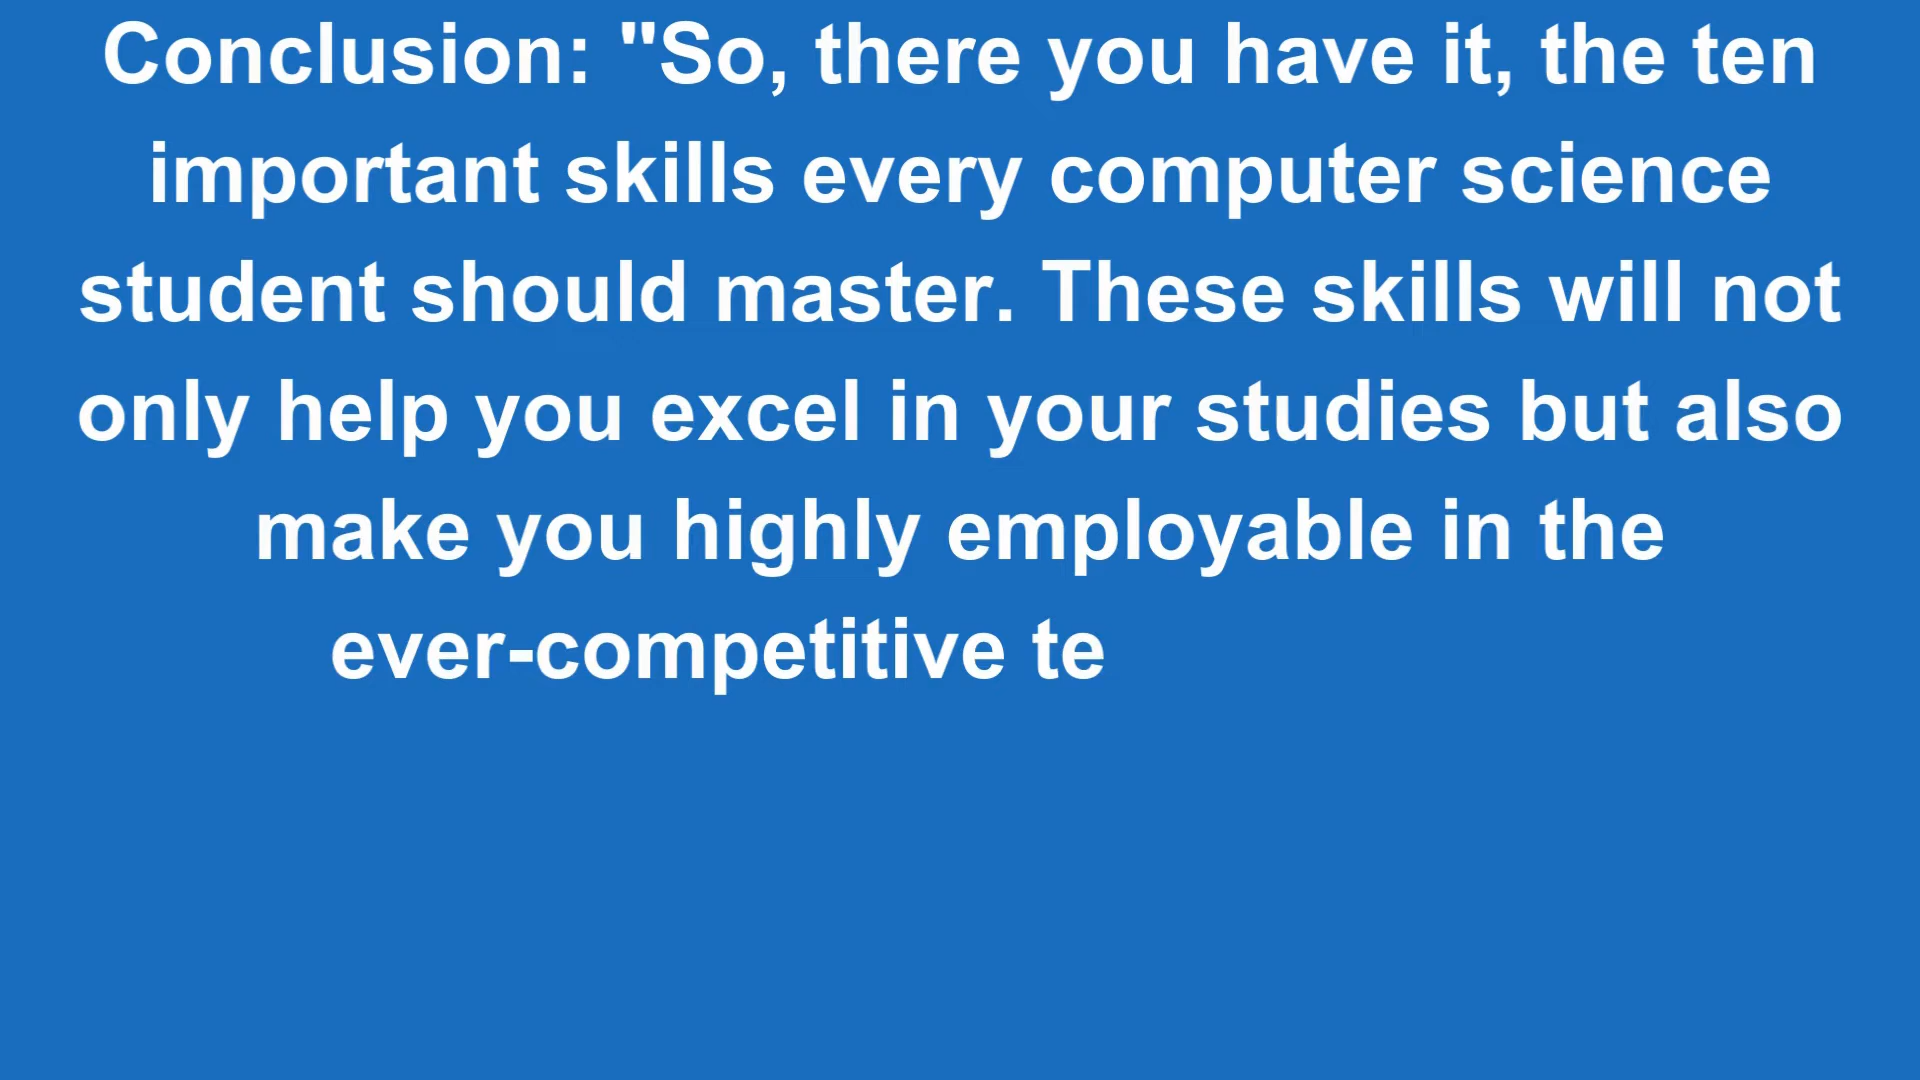 Conclusion: "So, there you have it, the ten
important skills every computer science
student should master. These skills will not
only help you excel in your studies but also
make you highly employable in the
ever-competitive te